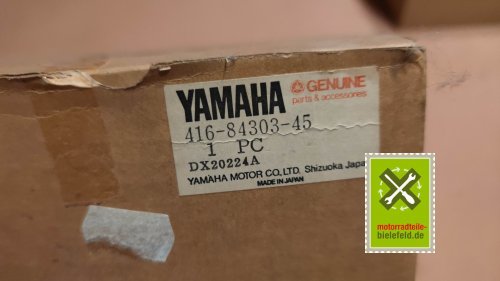 YAMAHA
GENUINE
parts & accessories
416-84303-45
1 PC
DX20224A
YAMAHA MOTOR CO., LTD. Shizuoka Japan
MADE IN JAPAN
motorradteile-
bielefeld.de